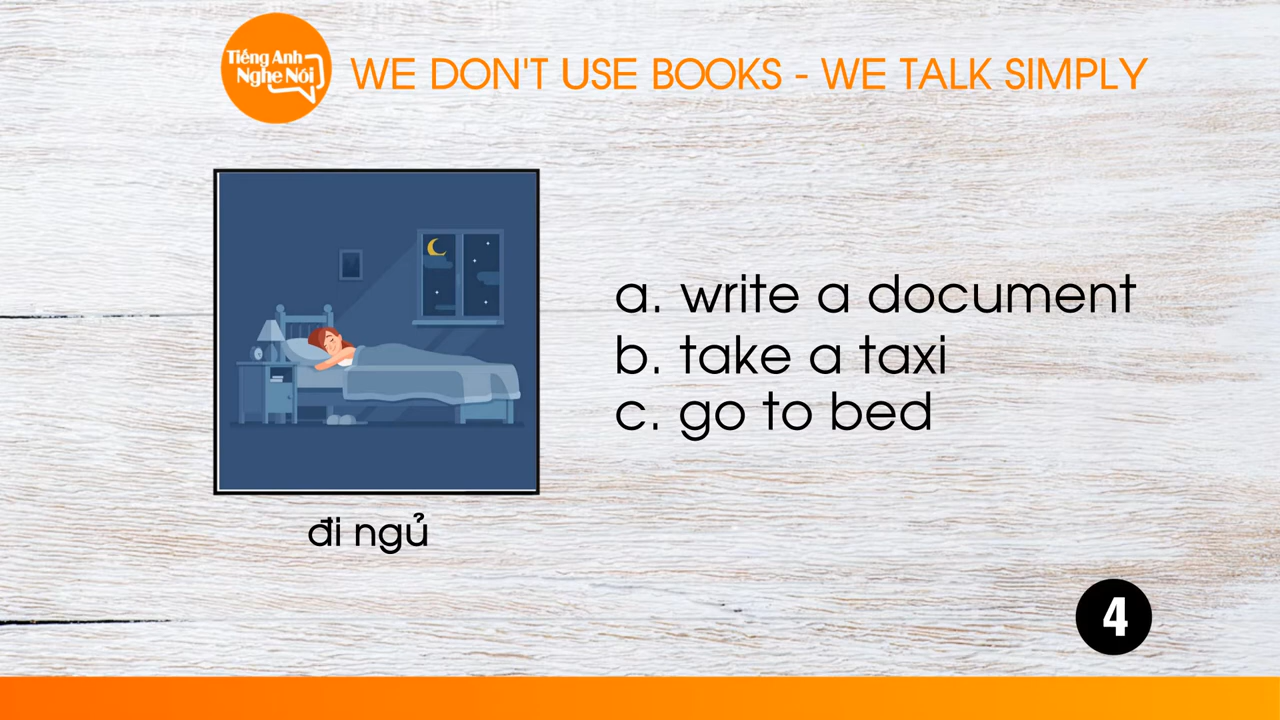 Tiếng Anh
Nghe Nói
WE DON'T USE BOOKS - WE TALK SIMPLY
a. write a document
b. take a taxi
c. go to bed
đi ngủ
4